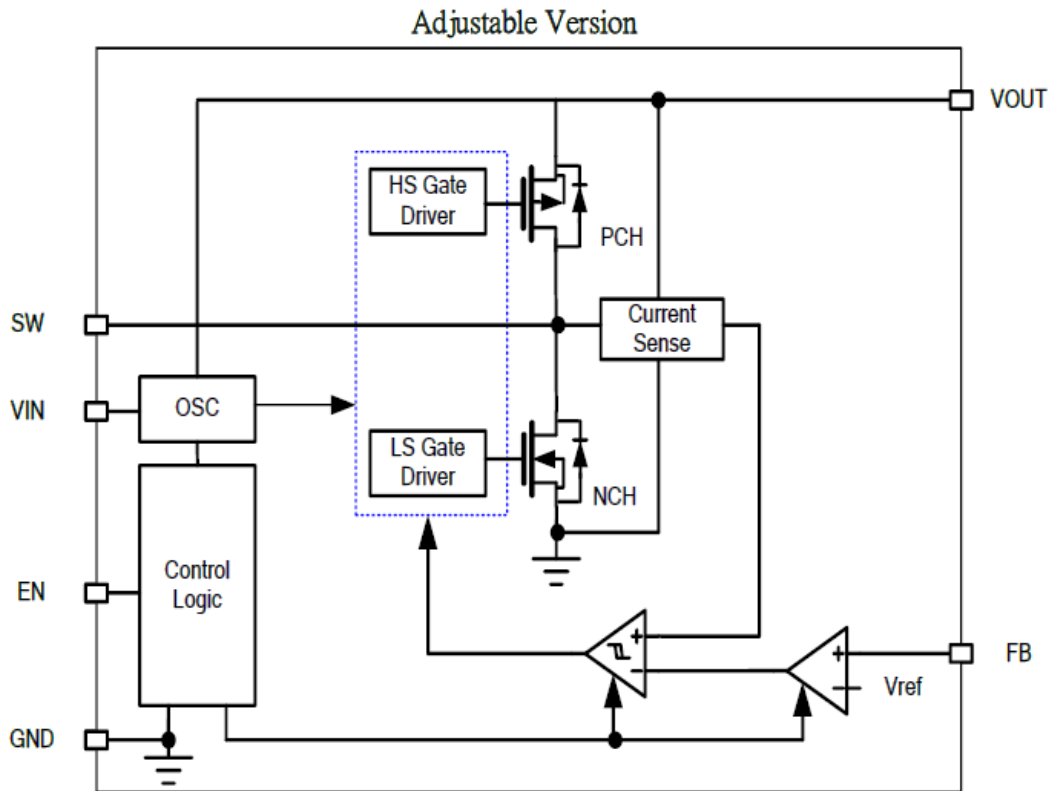 Adjustable Version
VOUT
HS Gate
Driver
PCH
SW
Current
Sense
VIN
OSC
LS Gate
Driver
NCH
Control
Logic
EN
+
-
+
-
Vref
FB
GND